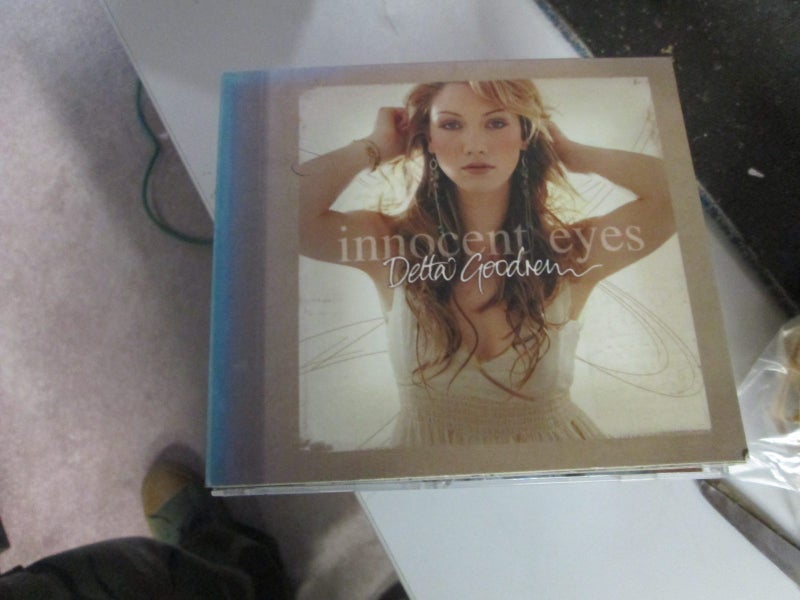 innocent eyes
Delta Goodrem